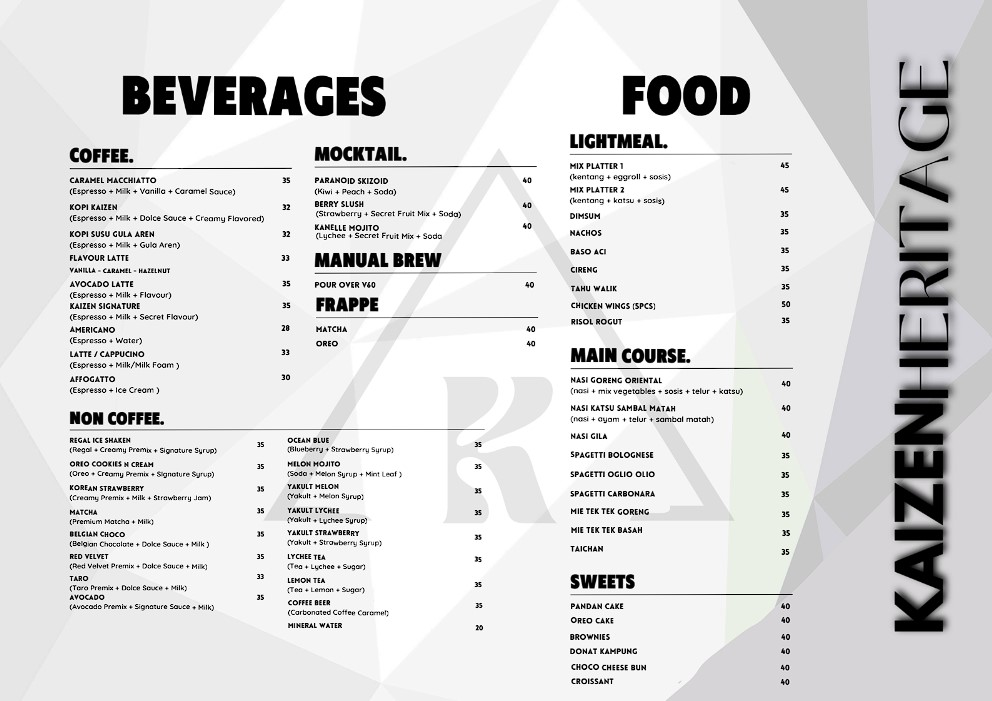 BEVERAGES
COFFEE.
CARAMEL MACCHIATTO 35
(Espresso + Milk + Vanilla + Caramel Sauce)
KOPI KAIZEN 32
(Espresso + Milk + Dolce Sauce + Creamy Flavored)
KOPI SUSU GULA AREN 32
(Espresso + Milk + Gula Aren)
FLAVOUR LATTE 33
VANILLA - CARAMEL - HAZELNUT
AVOCADO LATTE 35
(Espresso + Milk + Flavour)
KAIZEN SIGNATURE 35
(Espresso + Milk + Secret Flavour)
AMERICANO 28
(Espresso + Water)
LATTE / CAPPUCINO 33
(Espresso + Milk/Milk Foam )
AFFOGATTO 30
(Espresso + Ice Cream )
MOCKTAIL.
PARANOID SKIZOID 40
(Kiwi + Peach + Soda)
BERRY SLUSH 40
(Strawberry + Secret Fruit Mix + Soda)
KANELLE MOJITO 40
(Lychee + Secret Fruit Mix + Soda
MANUAL BREW
POUR OVER V60 40
FRAPPE
MATCHA 40
OREO 40
NON COFFEE.
REGAL ICE SHAKEN 35
(Regal + Creamy Premix + Signature Syrup)
OREO COOKIES N CREAM 35
(Oreo + Creamy Premix + Signature Syrup)
KOREAN STRAWBERRY 35
(Creamy Premix + Milk + Strawberry Jam)
MATCHA 35
(Premium Matcha + Milk)
BELGIAN CHOCO 35
(Belgian Chocolate + Dolce Sauce + Milk )
RED VELVET 35
(Red Velvet Premix + Dolce Sauce + Milk)
TARO 33
(Taro Premix + Dolce Sauce + Milk)
AVOCADO 35
(Avocado Premix + Signature Sauce + Milk)
OCEAN BLUE 35
(Blueberry + Strawberry Syrup)
MELON MOJITO 35
(Soda + Melon Syrup + Mint Leaf )
YAKULT MELON 35
(Yakult + Melon Syrup)
YAKULT LYCHEE 35
(Yakult + Lychee Syrup)
YAKULT STRAWBERRY 35
(Yakult + Strawberry Syrup)
LYCHEE TEA 35
(Tea + Lychee + Sugar)
LEMON TEA 35
(Tea + Lemon + Sugar)
COFFEE BEER 35
(Carbonated Coffee Caramel)
MINERAL WATER 20
FOOD
LIGHTMEAL.
MIX PLATTER 1 45
(kentang + eggroll + sosis)
MIX PLATTER 2 45
(kentang + katsu + sosis)
DIMSUM 35
NACHOS 35
BASO ACI 35
CIRENG 35
TAHU WALIK 35
CHICKEN WINGS (5PCS) 50
RISOL ROGUT 35
MAIN COURSE.
NASI GORENG ORIENTAL 40
(nasi + mix vegetables + sosis + telur + katsu)
NASI KATSU SAMBAL MATAH 40
(nasi + ayam + telur + sambal matah)
NASI GILA 40
SPAGETTI BOLOGNESE 35
SPAGETTI OGLIO OLIO 35
SPAGETTI CARBONARA 35
MIE TEK TEK GORENG 35
MIE TEK TEK BASAH 35
TAICHAN 35
SWEETS
PANDAN CAKE 40
OREO CAKE 40
BROWNIES 40
DONAT KAMPUNG 40
CHOCO CHEESE BUN 40
CROISSANT 40
KAIZENHERITAGE
R